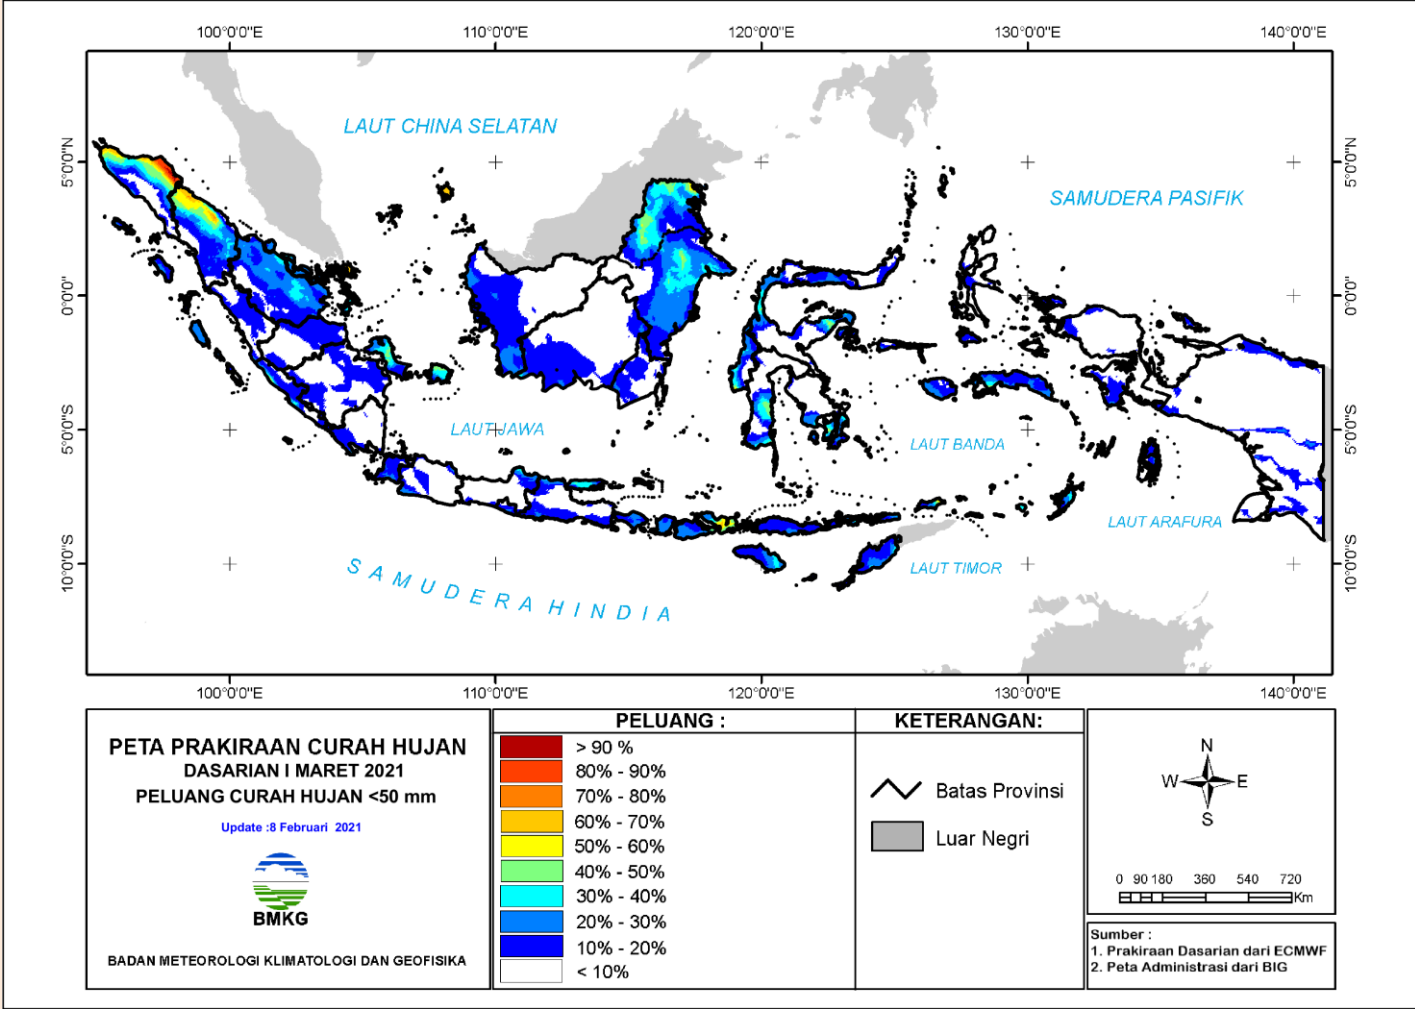 100°0'0"E 110°0'0"E 120°0'0"E 130°0'0"E 140°0'0"E
LAUT CHINA SELATAN
5°0'0"N 5°0'0"N
SAMUDERA PASIFIK
0°0'0" 0°0'0"
LAUT JAWA
LAUT BANDA
5°0'0"S 5°0'0"S
LAUT ARAFURA
LAUT TIMOR
10°0'0"S 10°0'0"S
SAMUDERA HINDIA
100°0'0"E 110°0'0"E 120°0'0"E 130°0'0"E 140°0'0"E
PETA PRAKIRAAN CURAH HUJAN
DASARIAN I MARET 2021
PELUANG CURAH HUJAN <50 mm
Update :8 Februari 2021
BMKG
BADAN METEOROLOGI KLIMATOLOGI DAN GEOFISIKA
PELUANG :
> 90 %
80% - 90%
70% - 80%
60% - 70%
50% - 60%
40% - 50%
30% - 40%
20% - 30%
10% - 20%
< 10%
KETERANGAN:
Batas Provinsi
Luar Negri
N
W E
S
0 90 180 360 540 720
Km
Sumber :
1. Prakiraan Dasarian dari ECMWF
2. Peta Administrasi dari BIG